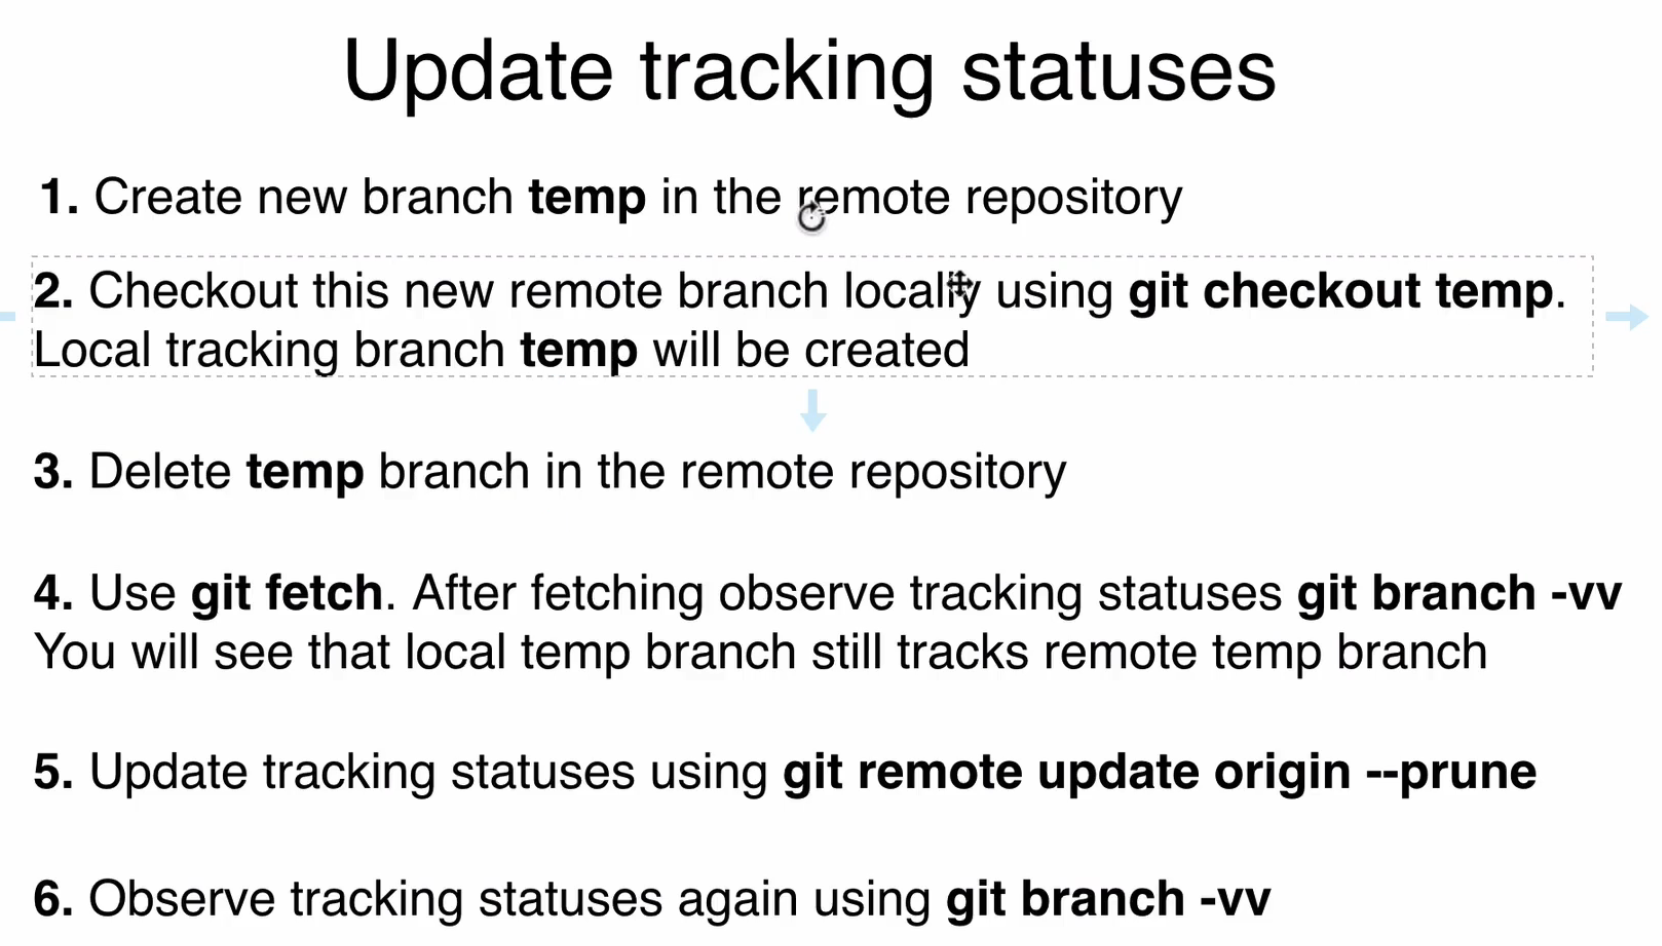 Update tracking statuses
1. Create new branch temp in the remote repository
2. Checkout this new remote branch locally using git checkout temp.
Local tracking branch temp will be created
3. Delete temp branch in the remote repository
4. Use git fetch. After fetching observe tracking statuses git branch -vv
You will see that local temp branch still tracks remote temp branch
5. Update tracking statuses using git remote update origin --prune
6. Observe tracking statuses again using git branch -vv